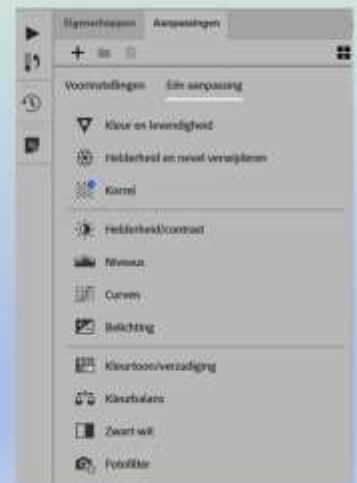 Eigenschappen Aanpassingen
Voorinstellingen Eén aanpassing
Kleur en levendigheid
Helderheid en nevel verwijderen
Korrel
Helderheid/contrast
Niveaus
Curven
Belichting
Kleurtoon/verzadiging
Kleurbalans
Zwart-wit
Fotofilter